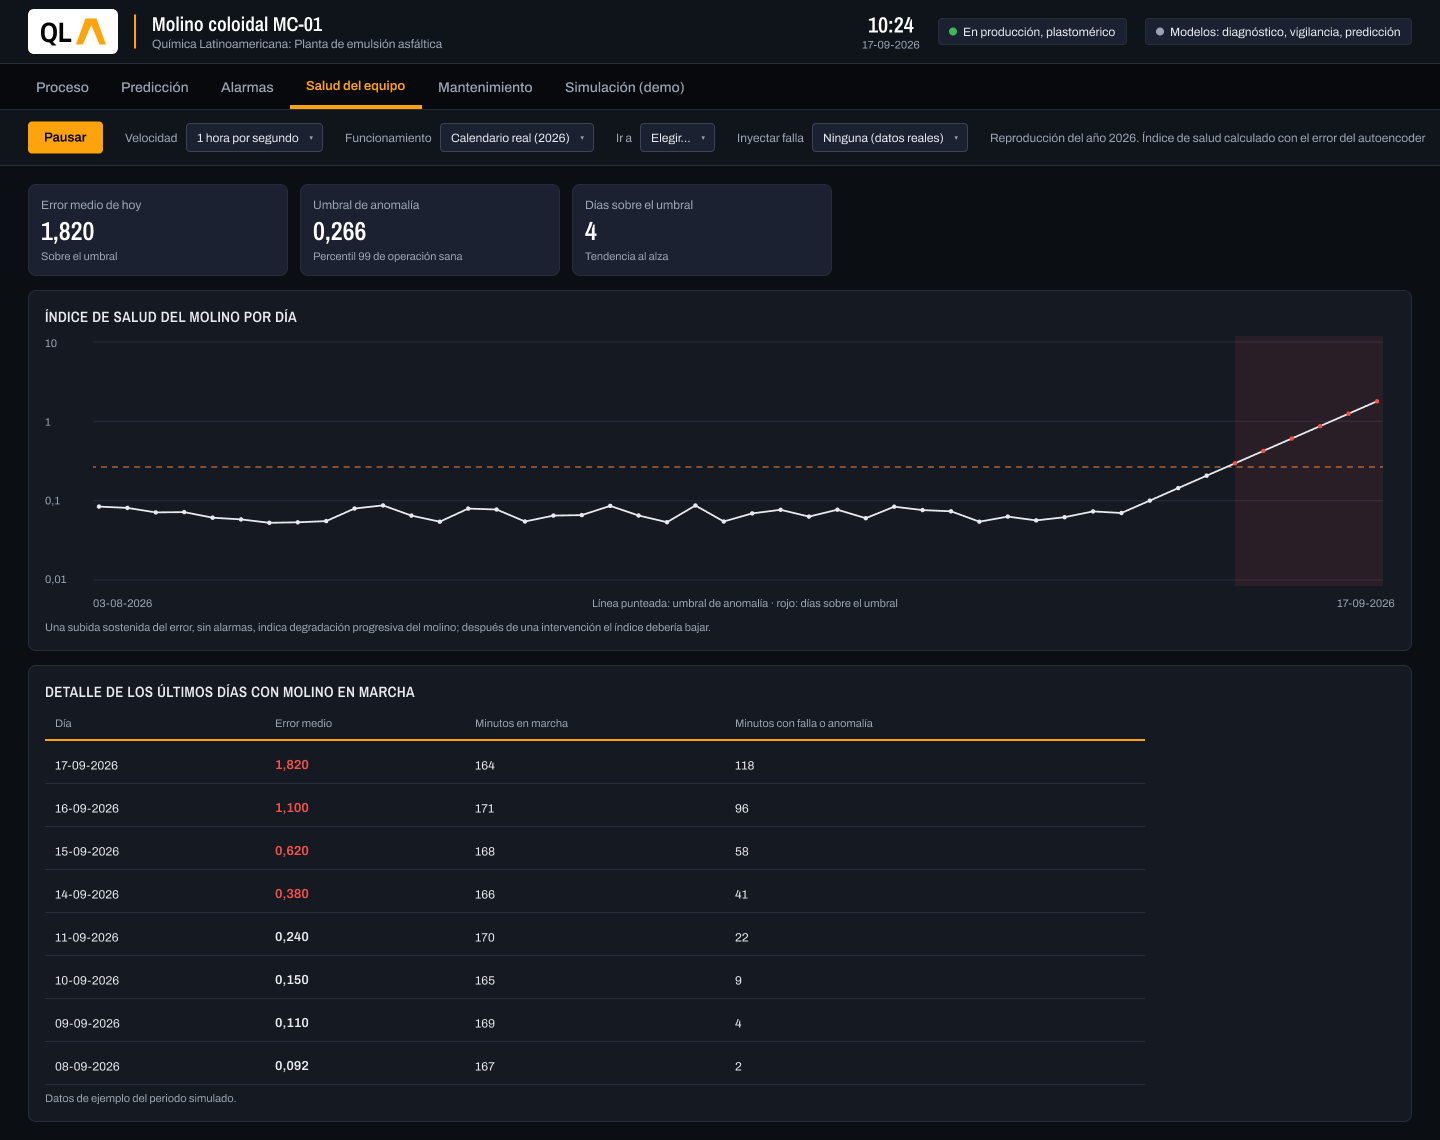 QL
Molino coloidal MC-01
Química Latinoamericana: Planta de emulsión asfáltica
10:24
17-09-2026
En producción, plastomérico
Modelos: diagnóstico, vigilancia, predicción
Proceso
Predicción
Alarmas
Salud del equipo
Mantenimiento
Simulación (demo)
Pausar
Velocidad
1 hora por segundo
Funcionamiento
Calendario real (2026)
Ir a
Elegir...
Inyectar falla
Ninguna (datos reales)
Reproducción del año 2026. Índice de salud calculado con el error del autoencoder
Error medio de hoy
1,820
Sobre el umbral
Umbral de anomalía
0,266
Percentil 99 de operación sana
Días sobre el umbral
4
Tendencia al alza
ÍNDICE DE SALUD DEL MOLINO POR DÍA
10
1
0,1
0,01
03-08-2026
Línea punteada: umbral de anomalía · rojo: días sobre el umbral
17-09-2026
Una subida sostenida del error, sin alarmas, indica degradación progresiva del molino; después de una intervención el índice debería bajar.
DETALLE DE LOS ÚLTIMOS DÍAS CON MOLINO EN MARCHA
Día Error medio Minutos en marcha Minutos con falla o anomalía
17-09-2026 1,820 164 118
16-09-2026 1,100 171 96
15-09-2026 0,620 168 58
14-09-2026 0,380 166 41
11-09-2026 0,240 170 22
10-09-2026 0,150 165 9
09-09-2026 0,110 169 4
08-09-2026 0,092 167 2
Datos de ejemplo del periodo simulado.